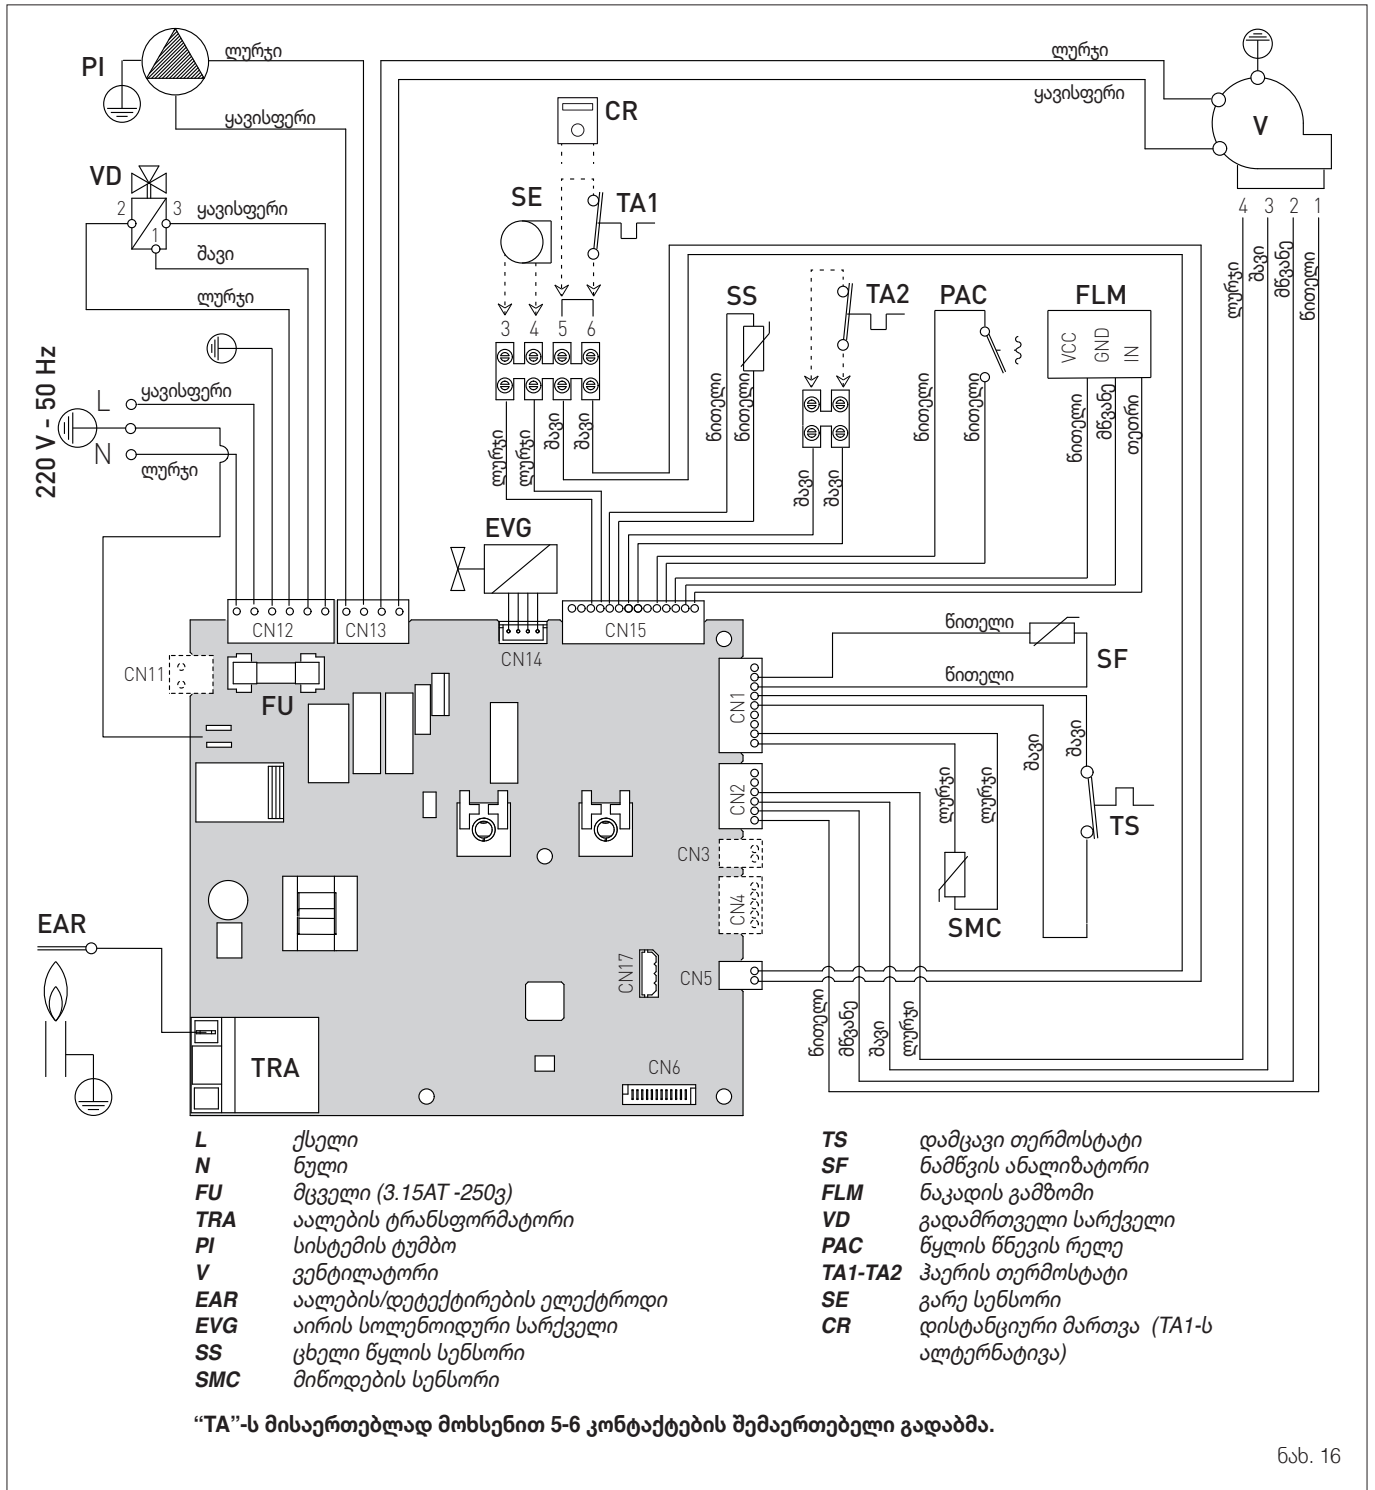 PI
ლურჯი
ყავისფერი
CR
ლურჯი
ყავისფერი
V
VD
2
3
1
ყავისფერი
შავი
ლურჯი
SE
TA1
4
3
2
1
ლურჯი
შავი
მწვანე
წითელი
220 V - 50 Hz
L
ყავისფერი
N
ლურჯი
3
4
5
6
ლურჯი
ლურჯი
შავი
შავი
SS
წითელი
წითელი
TA2
შავი
შავი
PAC
წითელი
წითელი
FLM
VCC
GND
IN
წითელი
მწვანე
თეთრი
EVG
CN12
CN13
CN14
CN15
CN11
FU
წითელი
წითელი
SF
CN1
შავი
შავი
TS
ლურჯი
ლურჯი
SMC
CN2
CN3
CN4
CN17
CN5
CN6
წითელი
მწვანე
შავი
ლურჯი
EAR
TRA
L ქსელი
N ნული
FU მცველი (3.15AT -250ვ)
TRA აალების ტრანსფორმატორი
PI სისტემის ტუმბო
V ვენტილატორი
EAR აალების/დეტექტირების ელექტროდი
EVG აირის სოლენოიდური სარქველი
SS ცხელი წყლის სენსორი
SMC მიწოდების სენსორი
TS დამცავი თერმოსტატი
SF ნამწვის ანალიზატორი
FLM ნაკადის გამზომი
VD გადამრთველი სარქველი
PAC წყლის წნევის რელე
TA1-TA2 ჰაერის თერმოსტატი
SE გარე სენსორი
CR დისტანციური მართვა (TA1-ს
ალტერნატივა)
“TA”-ს მისაერთებლად მოხსენით 5-6 კონტაქტების შემაერთებელი გადაბმა.
ნახ. 16